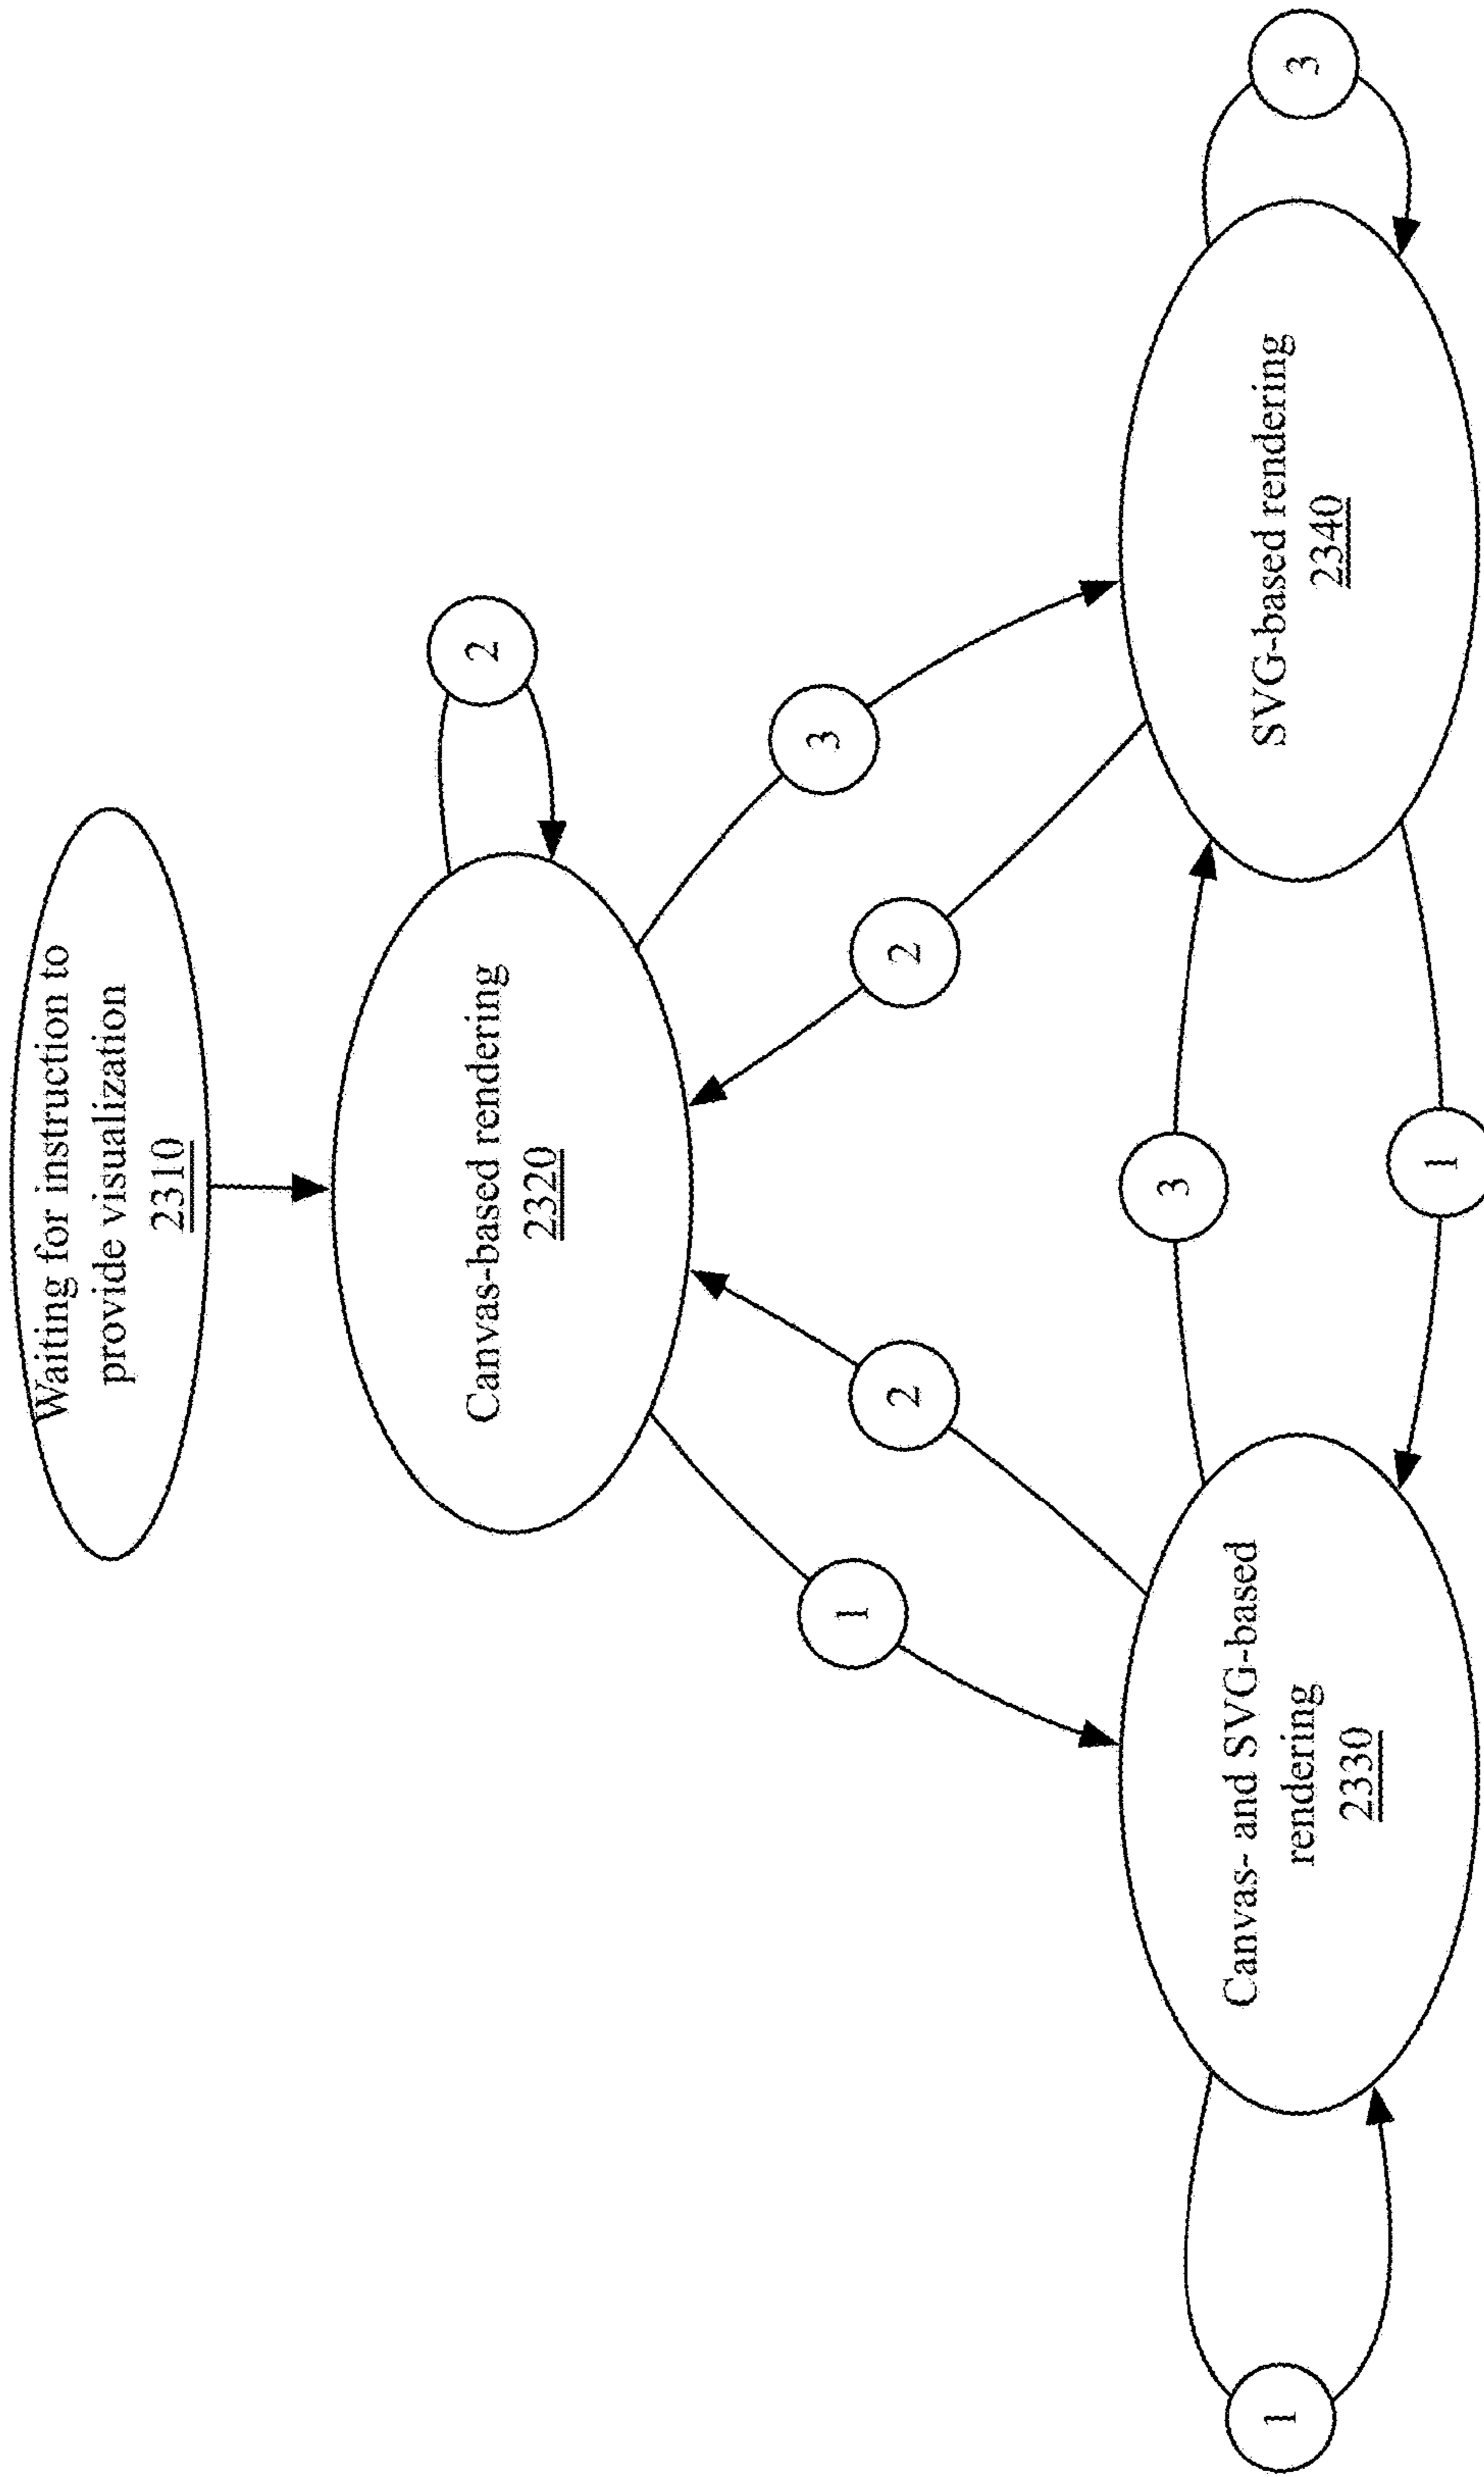 Waiting for instruction to
provide visualization
2310
Canvas-based rendering
2320
2
1
2
2
3
Canvas- and SVG-based
rendering
2330
SVG-based rendering
2340
3
1
1
3